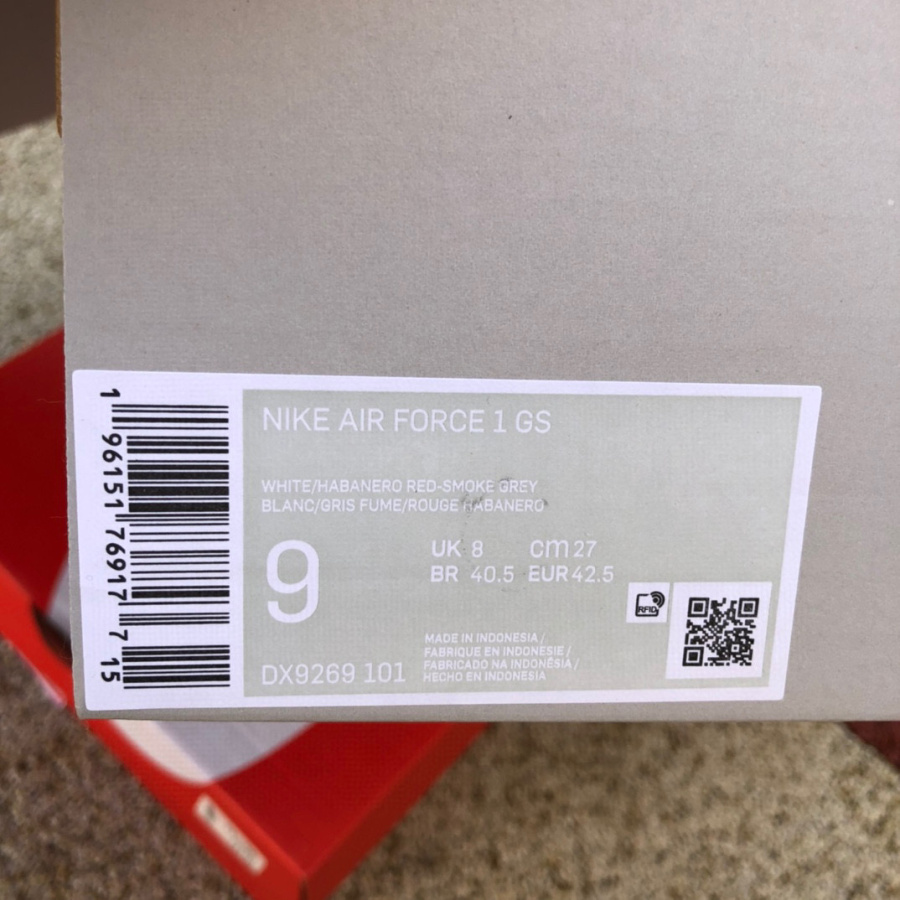 1 96151 76917 7 15
NIKE AIR FORCE 1 GS
WHITE/HABANERO RED-SMOKE GREY
BLANC/GRIS FUME/ROUGE HABANERO
9
UK 8 cm 27
BR 40.5 EUR 42.5
RFID
DX9269 101
MADE IN INDONESIA /
FABRIQUE EN INDONESIE /
FABRICADO NA INDONÉSIA /
HECHO EN INDONESIA